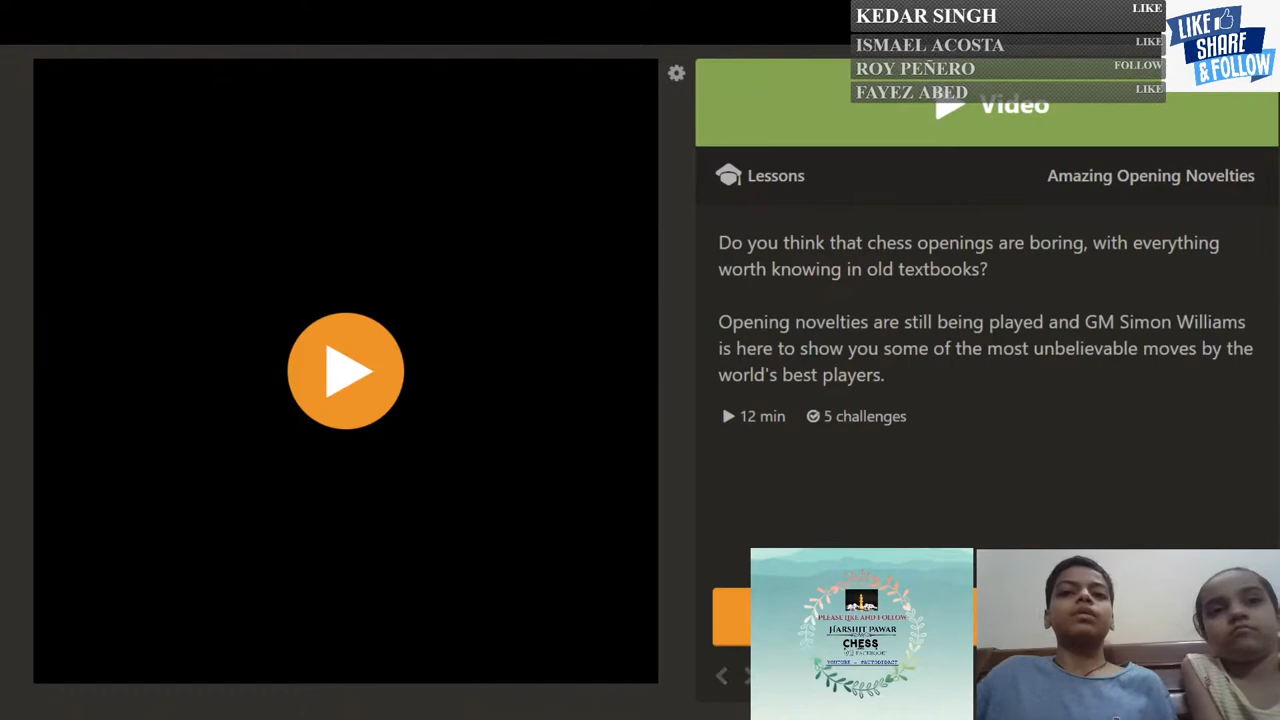 KEDAR SINGH LIKE
ISMAEL ACOSTA LIKE
ROY PEÑERO FOLLOW
FAYEZ ABED LIKE
LIKE
SHARE
& FOLLOW
Video
Lessons Amazing Opening Novelties
Do you think that chess openings are boring, with everything
worth knowing in old textbooks?
Opening novelties are still being played and GM Simon Williams
is here to show you some of the most unbelievable moves by the
world's best players.
12 min 5 challenges
PLEASE LIKE AND FOLLOW
HARSHIT PAWAR
CHESS
FACEBOOK
YOUTUBE - FACTODIDACT